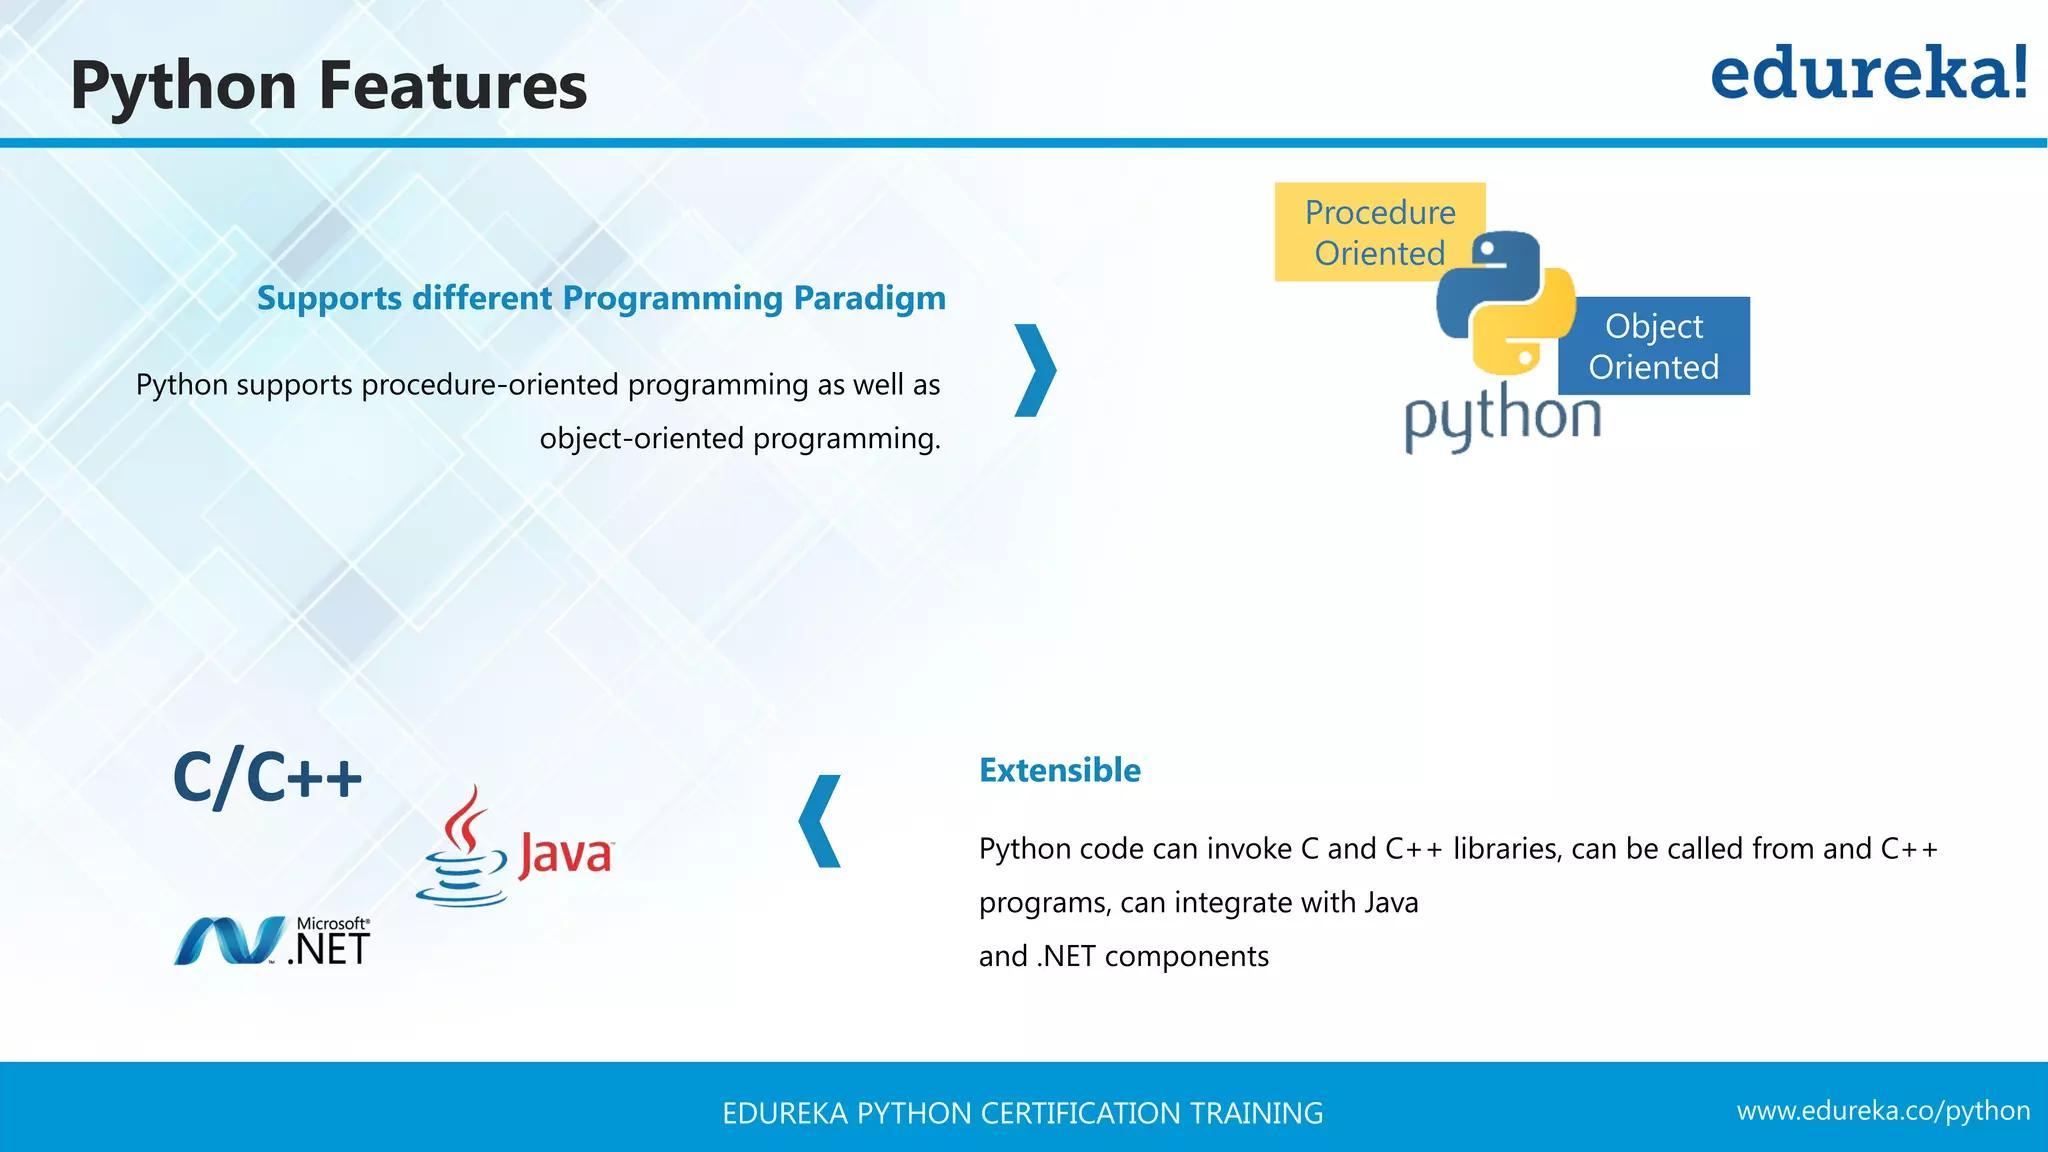 Python Features
edureka!
Procedure
Oriented
Supports different Programming Paradigm
Object
Oriented
Python supports procedure-oriented programming as well as
object-oriented programming.
python
C/C++
Java
Microsoft®
.NET
Extensible
Python code can invoke C and C++ libraries, can be called from and C++
programs, can integrate with Java
and .NET components
EDUREKA PYTHON CERTIFICATION TRAINING
www.edureka.co/python